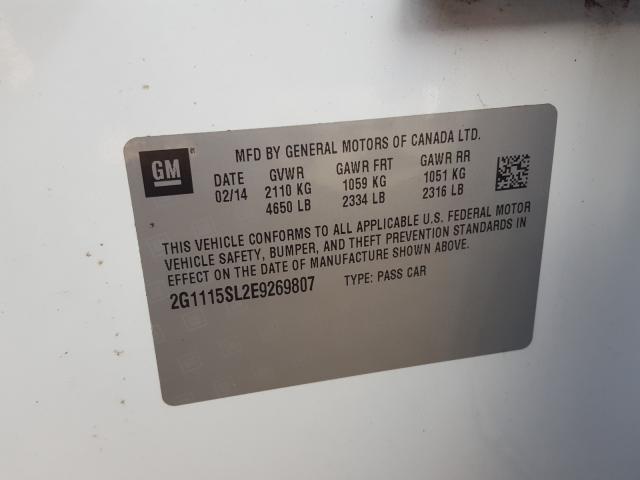 MFD BY GENERAL MOTORS OF CANADA LTD.
GM
DATE GVWR GAWR FRT GAWR RR
02/14 2110 KG 1059 KG 1051 KG
4650 LB 2334 LB 2316 LB
THIS VEHICLE CONFORMS TO ALL APPLICABLE U.S. FEDERAL MOTOR
VEHICLE SAFETY, BUMPER, AND THEFT PREVENTION STANDARDS IN
EFFECT ON THE DATE OF MANUFACTURE SHOWN ABOVE.
2G1115SL2E9269807 TYPE: PASS CAR